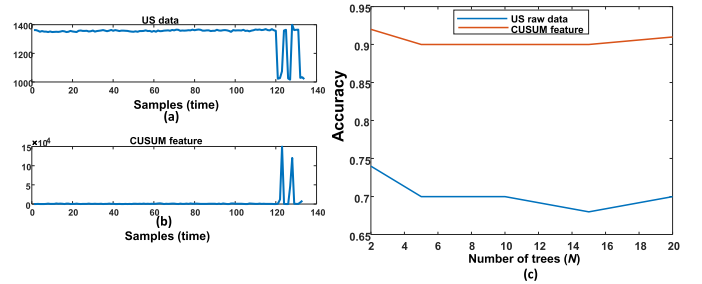 US data
1400
1200
1000
0 20 40 60 80 100 120 140
Samples (time)
(a)
×10^4
CUSUM feature
15
10
5
0
0 20 40 60 80 100 120 140
(b)
Samples (time)
0.95
0.9
0.85
0.8
0.75
0.7
0.65
Accuracy
US raw data
CUSUM feature
2 4 6 8 10 12 14 16 18 20
Number of trees (N)
(c)